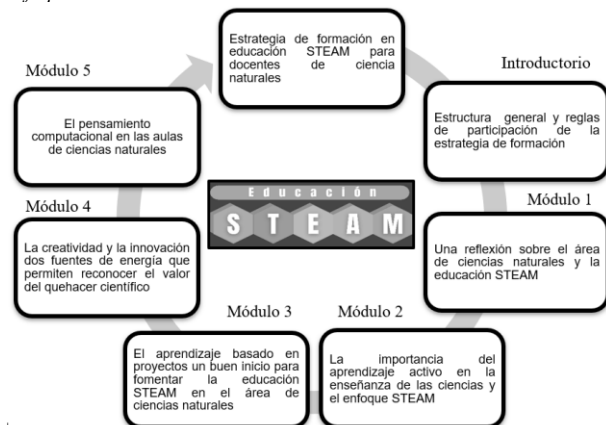 Estrategia de formación en
educación STEAM para
docentes de ciencia
naturales
Introductorio
Estructura general y reglas
de participación de la
estrategia de formación
Módulo 1
Una reflexión sobre el área
de ciencias naturales y la
educación STEAM
Módulo 2
La importancia del
aprendizaje activo en la
enseñanza de las ciencias y
el enfoque STEAM
Módulo 3
El aprendizaje basado en
proyectos un buen inicio para
fomentar la educación
STEAM en el área de
ciencias naturales
Módulo 4
La creatividad y la innovación
dos fuentes de energía que
permiten reconocer el valor
del quehacer científico
Módulo 5
El pensamiento
computacional en las aulas
de ciencias naturales
Educación
STEAM